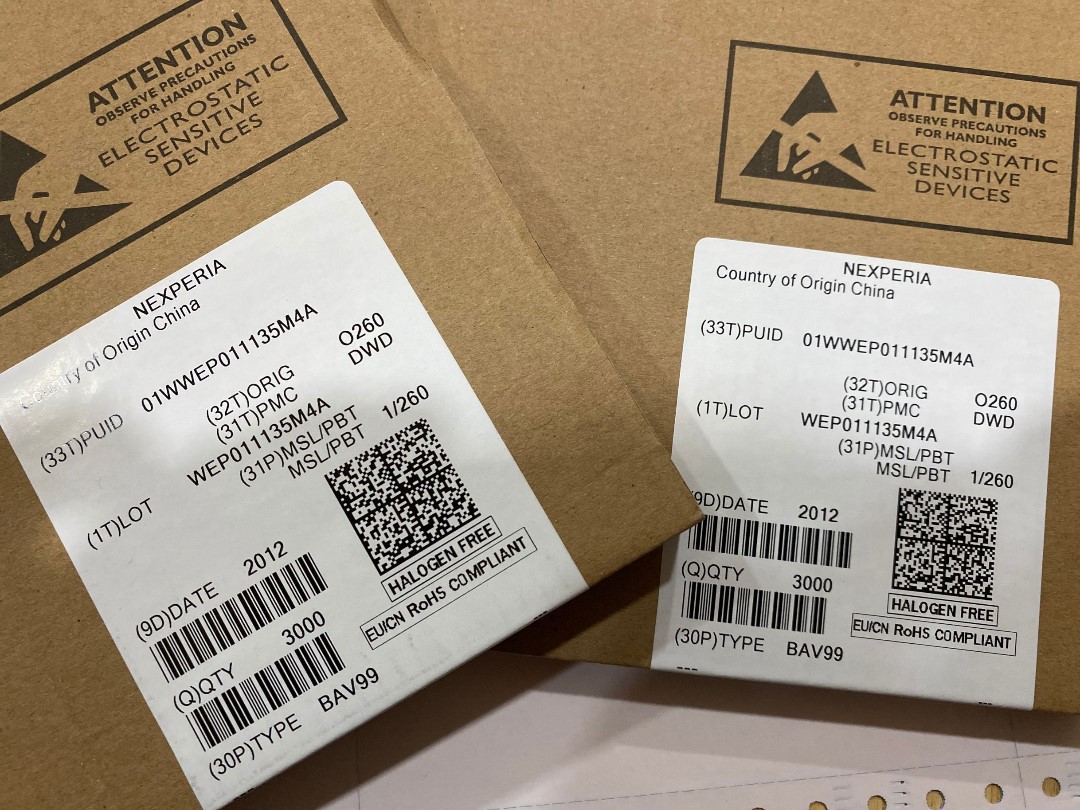 ATTENTION
OBSERVE PRECAUTIONS
FOR HANDLING
ELECTROSTATIC
SENSITIVE
DEVICES
NEXPERIA
Country of Origin China
(33T)PUID 01WWEP011135M4A
(32T)ORIG O260
(31T)PMC DWD
(1T)LOT WEP011135M4A
(31P)MSL/PBT
MSL/PBT 1/260
(9D)DATE 2012
(Q)QTY 3000
(30P)TYPE BAV99
HALOGEN FREE
EU/CN RoHS COMPLIANT
ATTENTION
OBSERVE PRECAUTIONS
FOR HANDLING
ELECTROSTATIC
SENSITIVE
DEVICES
NEXPERIA
Country of Origin China
(33T)PUID 01WWEP011135M4A
(32T)ORIG O260
(31T)PMC DWD
(1T)LOT WEP011135M4A
(31P)MSL/PBT
MSL/PBT 1/260
(9D)DATE 2012
(Q)QTY 3000
(30P)TYPE BAV99
HALOGEN FREE
EU/CN RoHS COMPLIANT